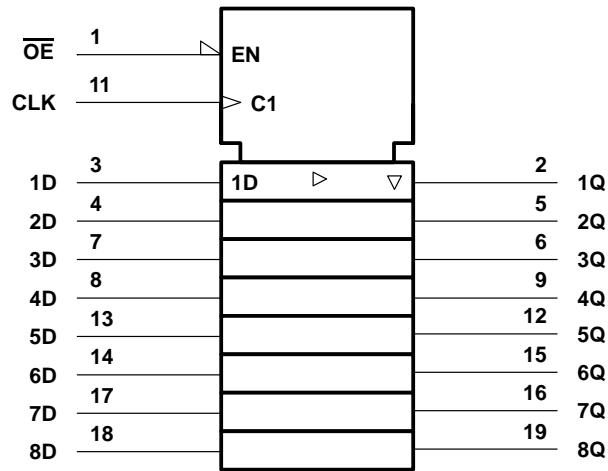 1
O̅E̅ EN
11
CLK C1
3 2
1D 1D 1Q
4 5
2D 2Q
7 6
3D 3Q
8 9
4D 4Q
13 12
5D 5Q
14 15
6D 6Q
17 16
7D 7Q
18 19
8D 8Q